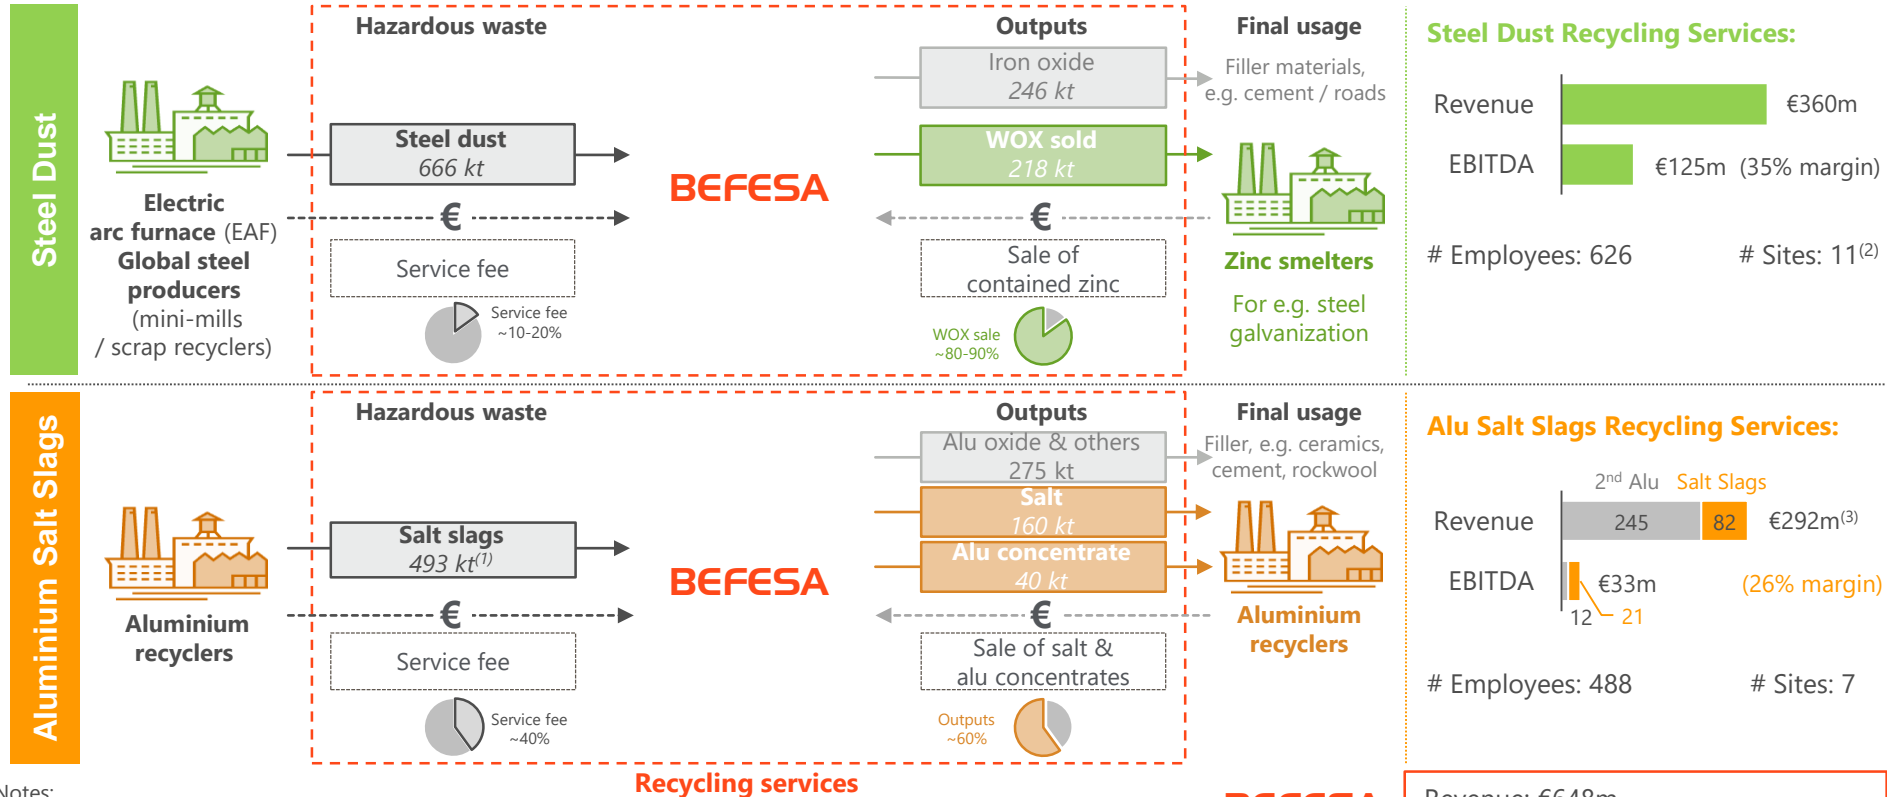 Steel Dust
Hazardous waste
Outputs
Final usage
Steel Dust Recycling Services:
Iron oxide
246 kt
Filler materials,
e.g. cement / roads
Steel dust
666 kt
WOX sold
218 kt
BEFESA
Electric
arc furnace (EAF)
Global steel
producers
(mini-mills
/ scrap recyclers)
€
€
Service fee
Sale of
contained zinc
Service fee
~10-20%
WOX sale
~80-90%
Zinc smelters
For e.g. steel
galvanization
Revenue €360m
EBITDA €125m (35% margin)
# Employees: 626 # Sites: 11(2)
Aluminium Salt Slags
Hazardous waste
Outputs
Final usage
Alu Salt Slags Recycling Services:
Alu oxide & others
275 kt
Filler, e.g. ceramics,
cement, rockwool
Salt
160 kt
Salt slags
493 kt(1)
Alu concentrate
40 kt
BEFESA
Aluminium
recyclers
€
€
Service fee
Sale of salt &
alu concentrates
Service fee
~40%
Outputs
~60%
Aluminium
recyclers
2nd Alu Salt Slags
Revenue 245 82 €292m(3)
EBITDA €33m (26% margin)
12 21
# Employees: 488 # Sites: 7
Recycling services
Notes:
BEFESA
Revenue: €648m